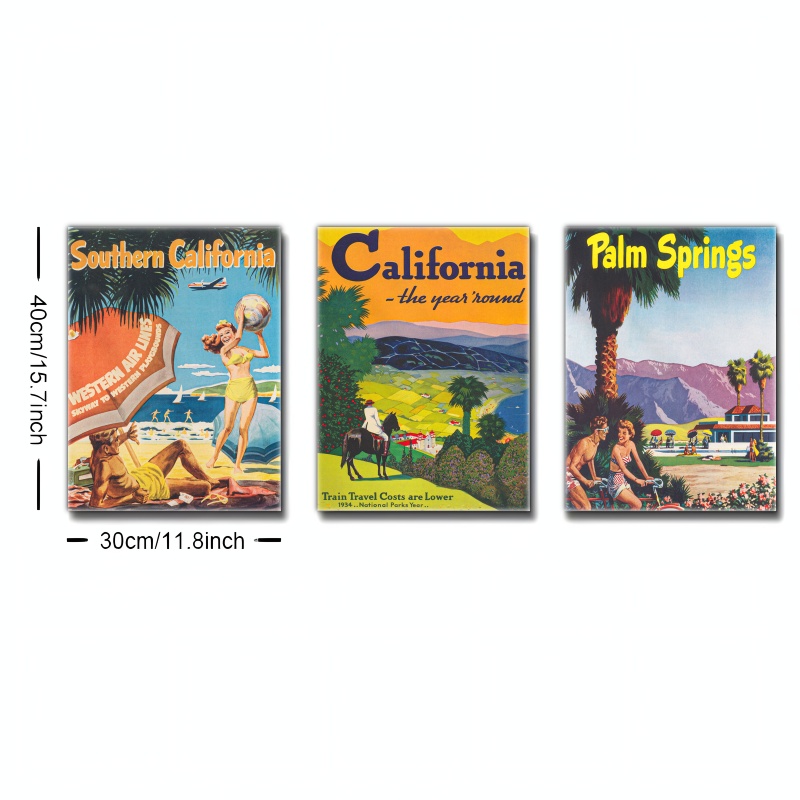 40cm/15.7inch
Southern California
WESTERN AIR LINES
SKYWAY TO WESTERN PLAYGROUNDS
30cm/11.8inch
California
- the year 'round
Train Travel Costs are Lower
1934...National Parks Year...
Palm Springs